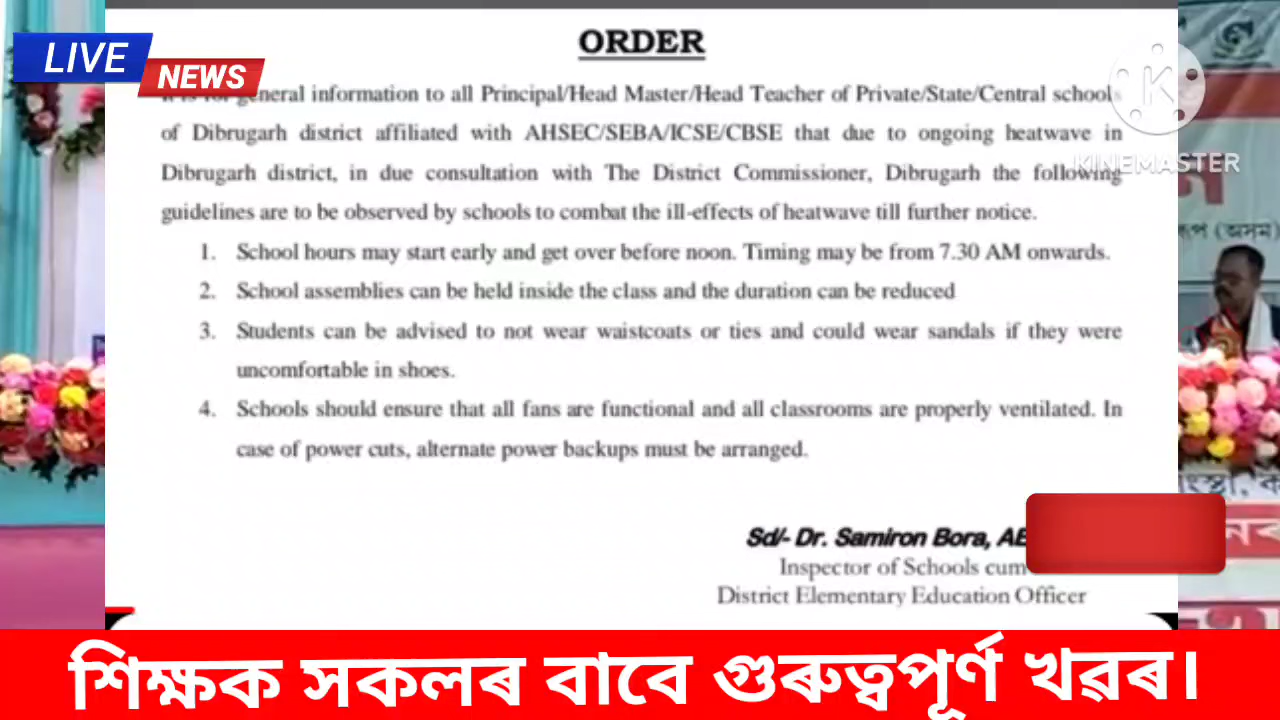 ORDER
LIVE
NEWS
general information to all Principal/Head Master/Head Teacher of Private/State/Central schools
of Dibrugarh district affiliated with AHSEC/SEBA/ICSE/CBSE that due to ongoing heatwave in
Dibrugarh district, in due consultation with The District Commissioner, Dibrugarh the following
guidelines are to be observed by schools to combat the ill-effects of heatwave till further notice.
1. School hours may start early and get over before noon. Timing may be from 7.30 AM onwards.
2. School assemblies can be held inside the class and the duration can be reduced
3. Students can be advised to not wear waistcoats or ties and could wear sandals if they were
uncomfortable in shoes.
4. Schools should ensure that all fans are functional and all classrooms are properly ventilated. In
case of power cuts, alternate power backups must be arranged.
Sd/- Dr. Samiron Bora,
Inspector of Schools cum
District Elementary Education Officer
K
KINEMASTER
(অসম)
শিক্ষক সকলৰ বাবে গুৰুত্বপূৰ্ণ খৱৰ।